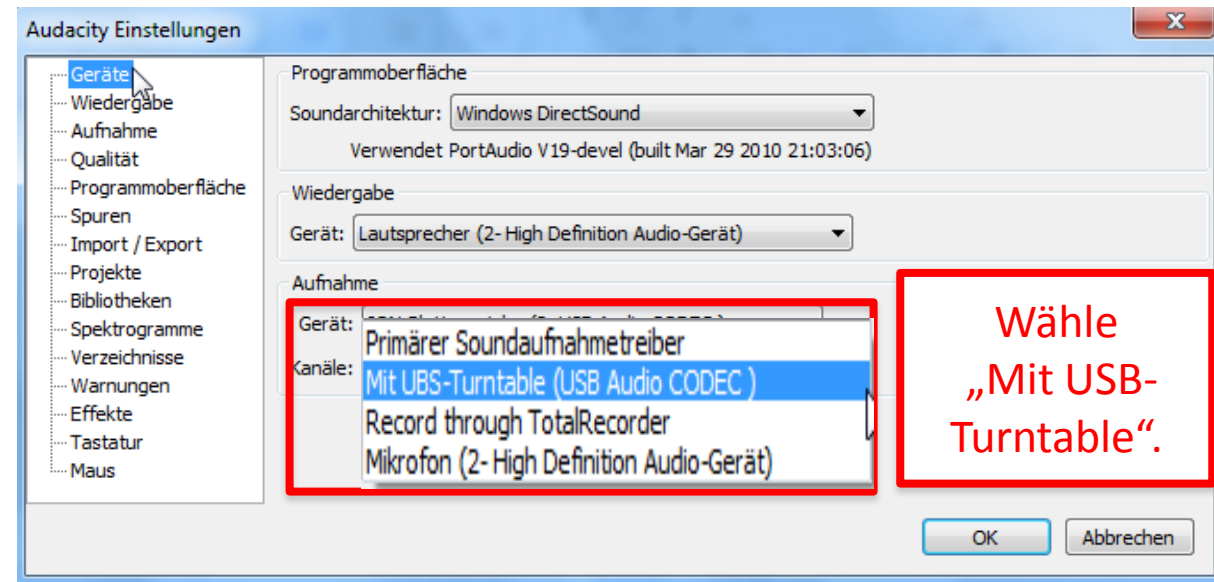 Audacity Einstellungen
Geräte
Wiedergabe
Aufnahme
Qualität
Programmoberfläche
Spuren
Import / Export
Projekte
Bibliotheken
Spektrogramme
Verzeichnisse
Warnungen
Effekte
Tastatur
Maus
Programmoberfläche
Soundarchitektur: Windows DirectSound
Verwendet PortAudio V19-devel (built Mar 29 2010 21:03:06)
Wiedergabe
Gerät: Lautsprecher (2- High Definition Audio-Gerät)
Aufnahme
Gerät:
Kanäle:
Primärer Soundaufnahmetreiber
Mit UBS-Turntable (USB Audio CODEC )
Record through TotalRecorder
Mikrofon (2- High Definition Audio-Gerät)
Wähle
„Mit USB-
Turntable“.
OK
Abbrechen